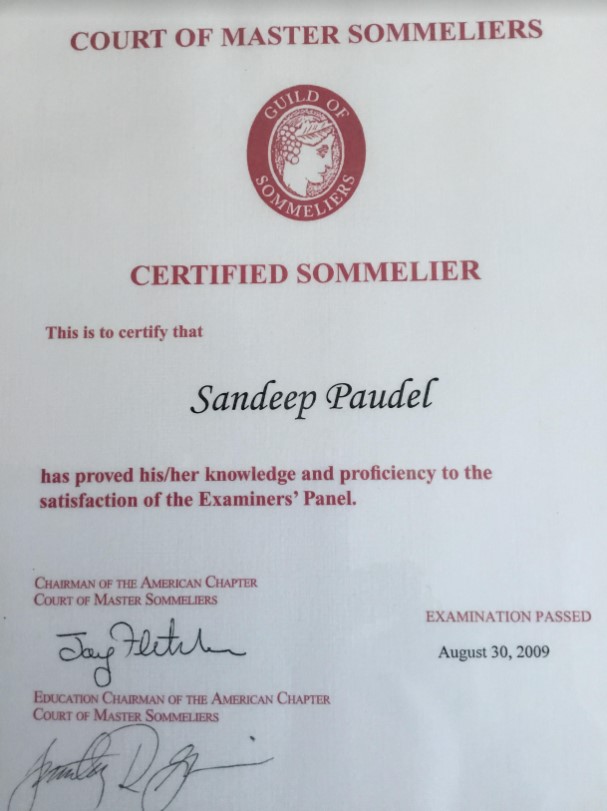 COURT OF MASTER SOMMELIERS
GUILD OF
SOMMELIERS
CERTIFIED SOMMELIER
This is to certify that
Sandeep Paudel
has proved his/her knowledge and proficiency to the
satisfaction of the Examiners' Panel.
CHAIRMAN OF THE AMERICAN CHAPTER
COURT OF MASTER SOMMELIERS
Jay Fletcher
EXAMINATION PASSED
August 30, 2009
EDUCATION CHAIRMAN OF THE AMERICAN CHAPTER
COURT OF MASTER SOMMELIERS